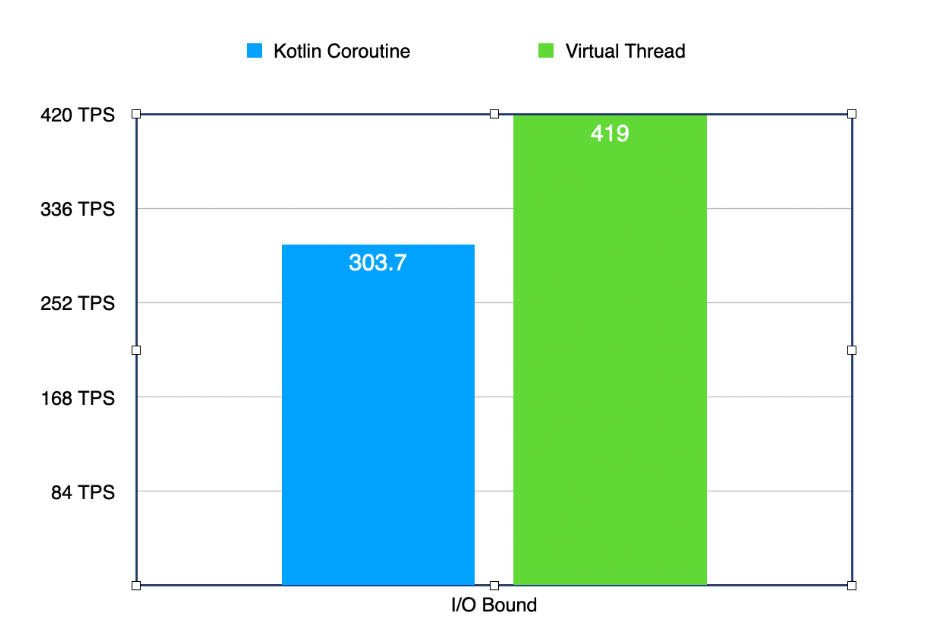 Kotlin Coroutine Virtual Thread
420 TPS
419
336 TPS
303.7
252 TPS
168 TPS
84 TPS
I/O Bound